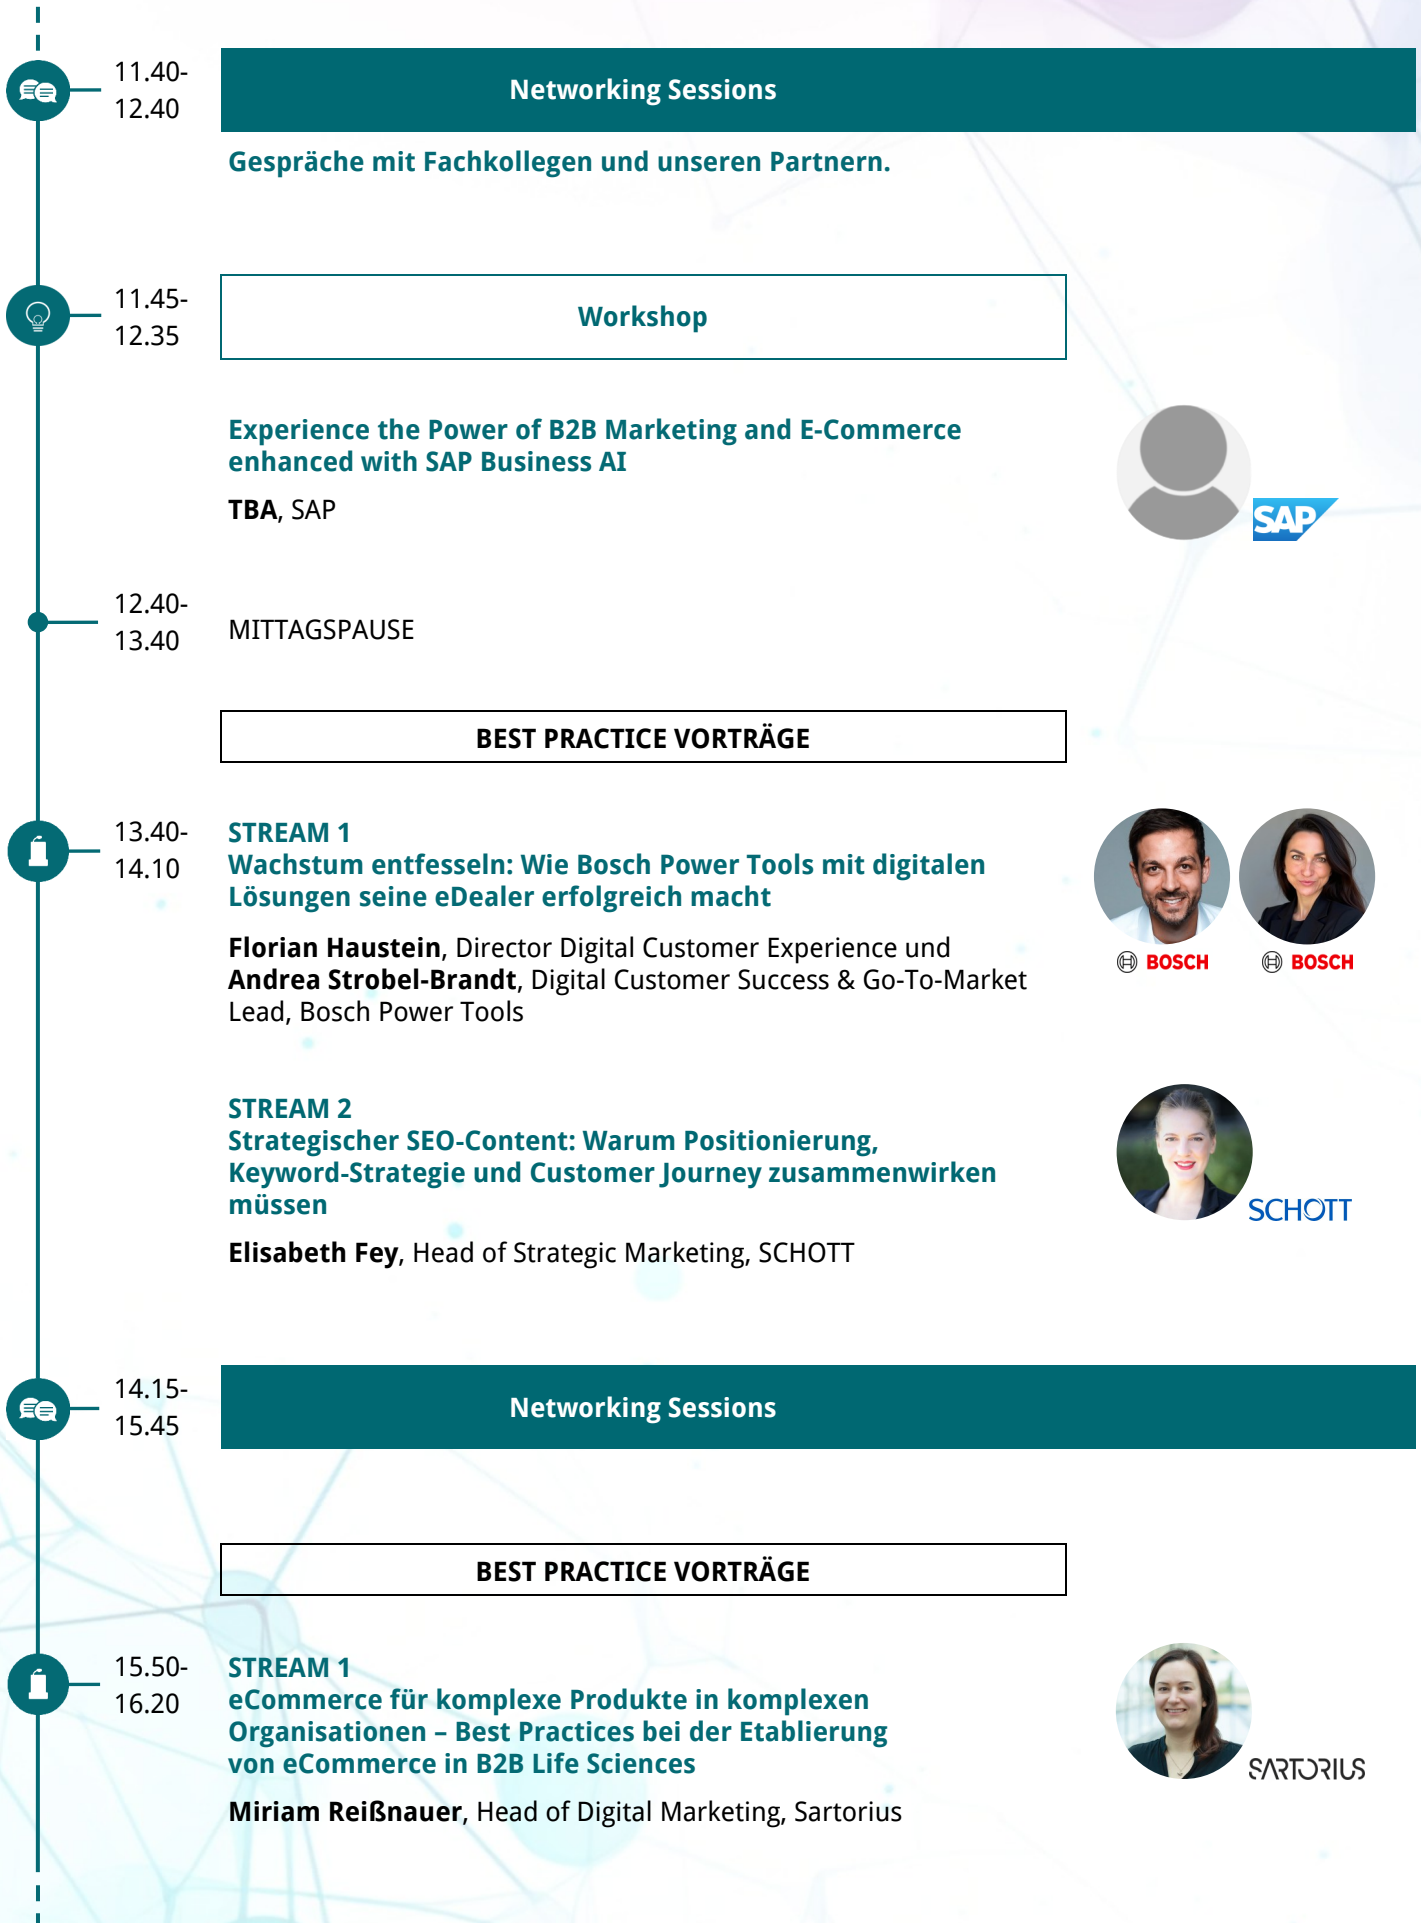 11.40-
12.40
Networking Sessions
Gespräche mit Fachkollegen und unseren Partnern.
11.45-
12.35
Workshop
Experience the Power of B2B Marketing and E-Commerce
enhanced with SAP Business AI
TBA, SAP
SAP
12.40-
13.40
MITTAGSPAUSE
BEST PRACTICE VORTRÄGE
13.40-
14.10
STREAM 1
Wachstum entfesseln: Wie Bosch Power Tools mit digitalen
Lösungen seine eDealer erfolgreich macht
Florian Haustein, Director Digital Customer Experience und
Andrea Strobel-Brandt, Digital Customer Success & Go-To-Market
Lead, Bosch Power Tools
BOSCH
BOSCH
STREAM 2
Strategischer SEO-Content: Warum Positionierung,
Keyword-Strategie und Customer Journey zusammenwirken
müssen
Elisabeth Fey, Head of Strategic Marketing, SCHOTT
SCHOTT
14.15-
15.45
Networking Sessions
BEST PRACTICE VORTRÄGE
15.50-
16.20
STREAM 1
eCommerce für komplexe Produkte in komplexen
Organisationen – Best Practices bei der Etablierung
von eCommerce in B2B Life Sciences
Miriam Reißnauer, Head of Digital Marketing, Sartorius
SARTORIUS